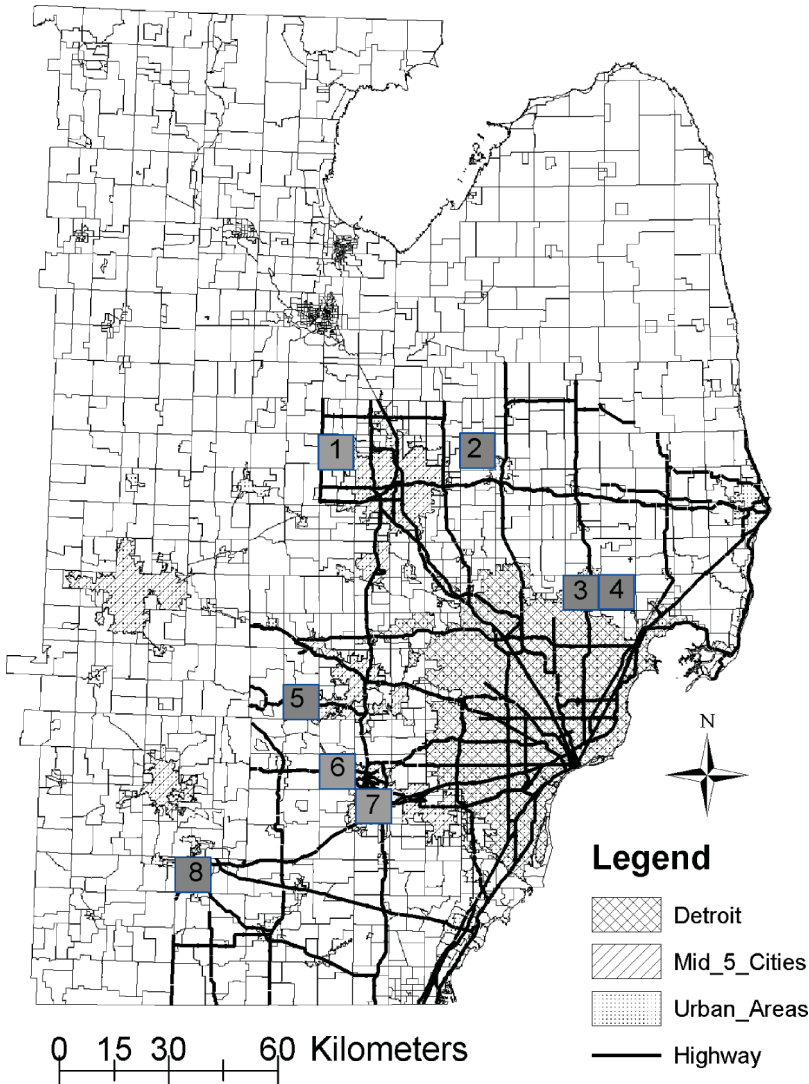 1
2
3 4
5
6
7
8
N
Legend
Detroit
Mid_5_Cities
Urban_Areas
Highway
0 15 30 60 Kilometers